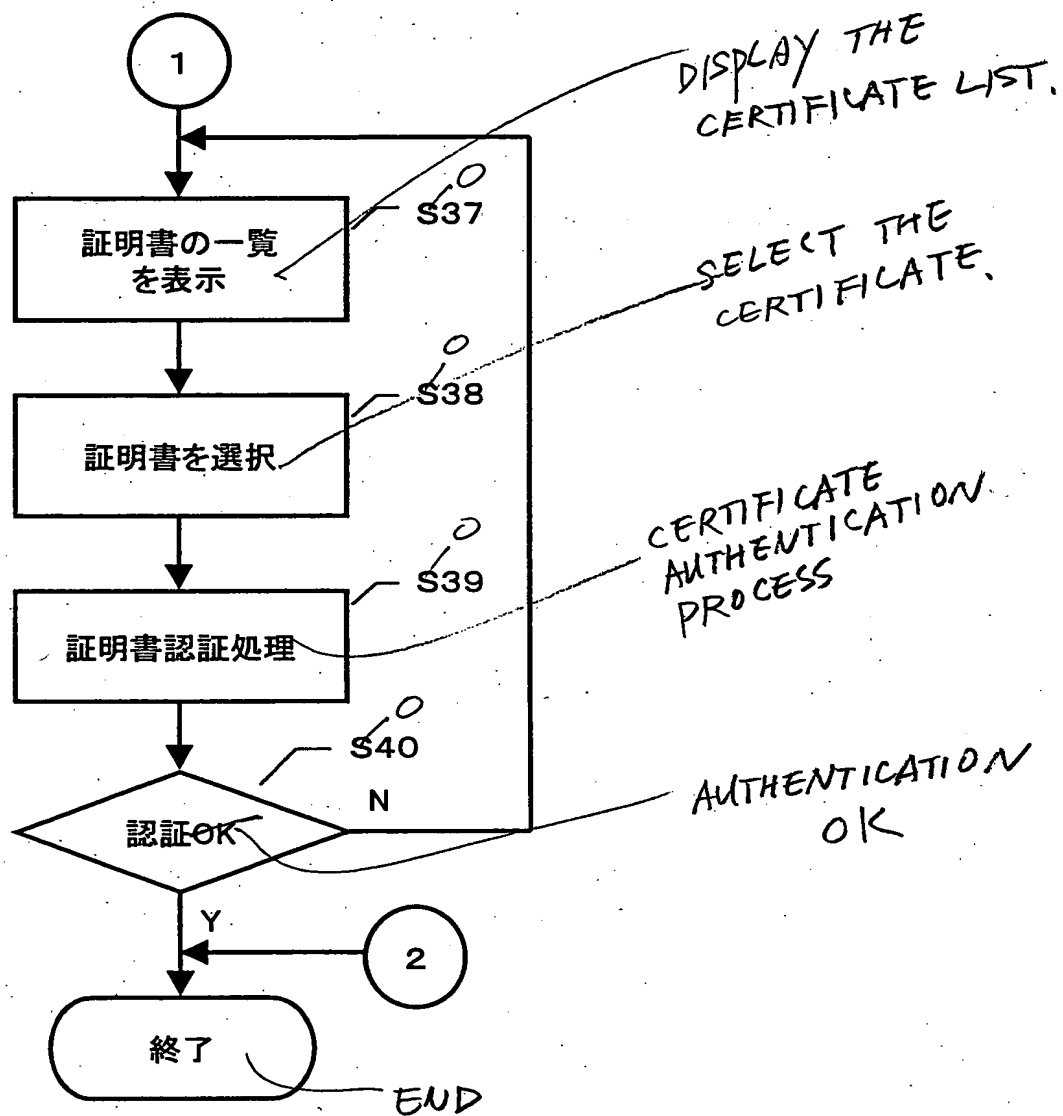 1
DISPLAY THE
CERTIFICATE LIST.
S37
証明書の一覧
を表示
SELECT THE
CERTIFICATE.
S38
証明書を選択
CERTIFICATE
AUTHENTICATION
PROCESS
S39
証明書認証処理
S40
N
認証OK
AUTHENTICATION
OK
Y
2
終了
END